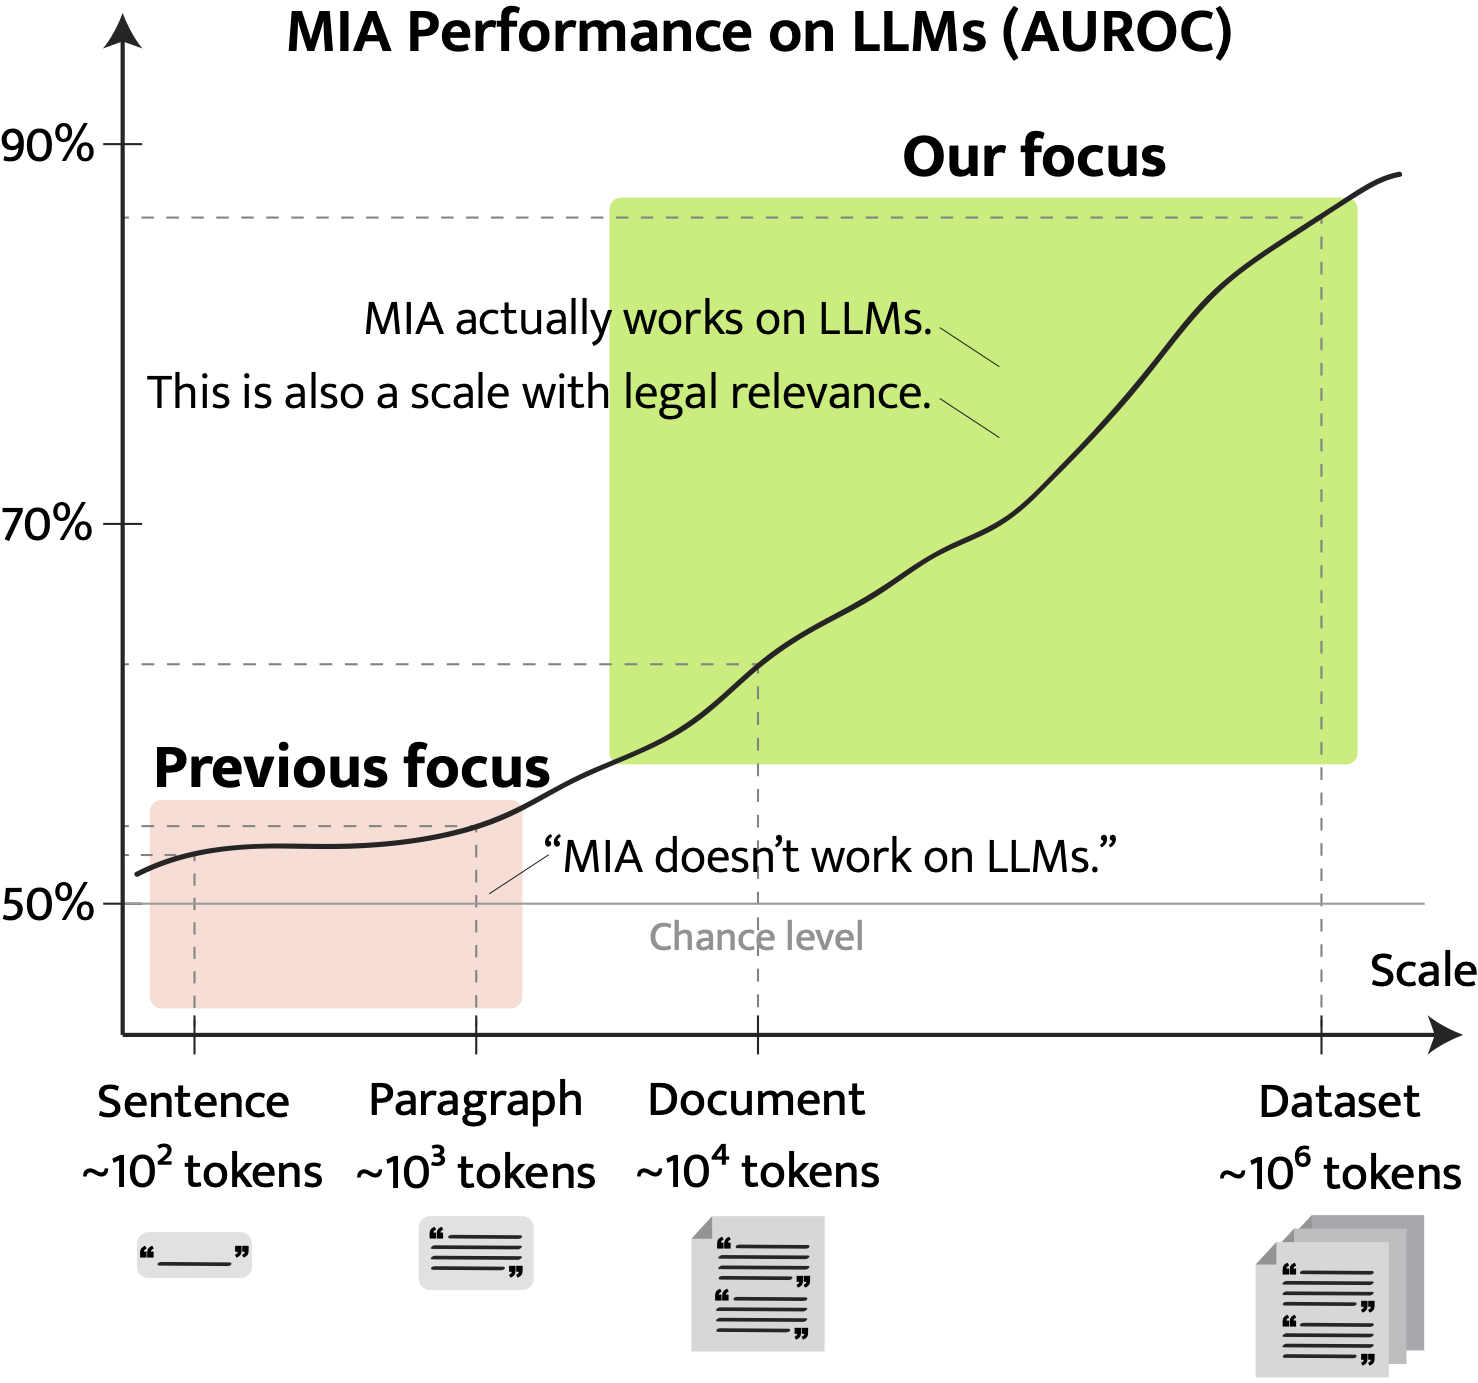 MIA Performance on LLMs (AUROC)
90%
Our focus
MIA actually works on LLMs.
This is also a scale with legal relevance.
70%
Previous focus
“MIA doesn’t work on LLMs.”
50%
Chance level
Scale
Sentence
~10² tokens
Paragraph
~10³ tokens
Document
~10⁴ tokens
Dataset
~10⁶ tokens